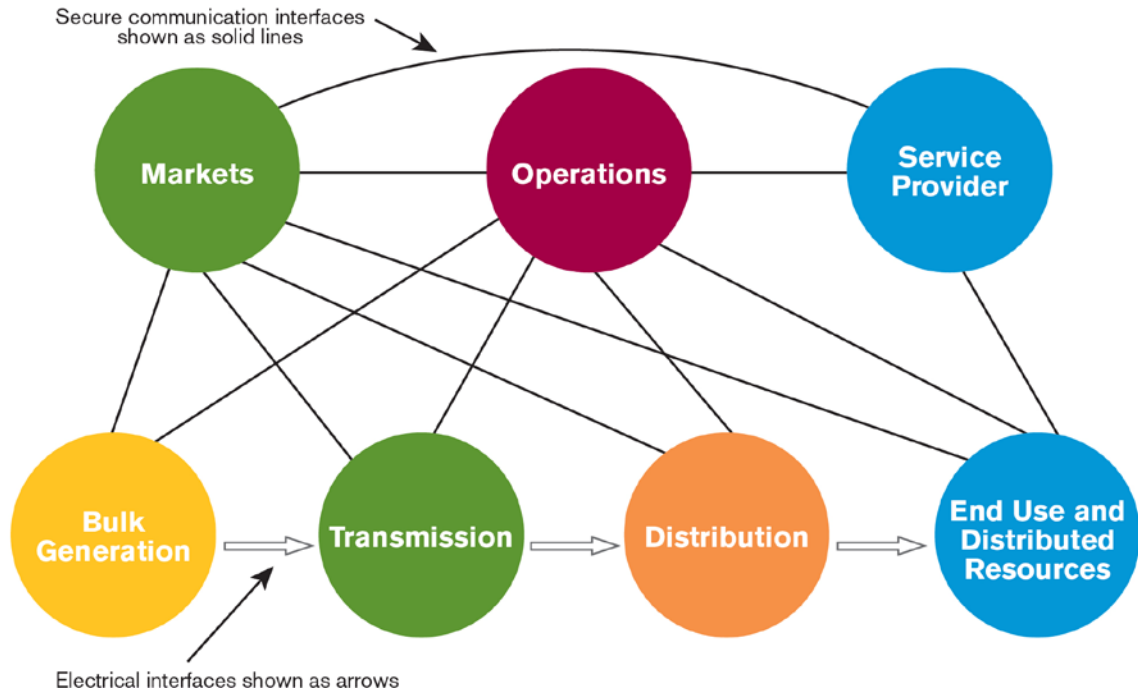 Secure communication interfaces
shown as solid lines
Markets
Operations
Service
Provider
Bulk
Generation
Transmission
Distribution
End Use and
Distributed
Resources
Electrical interfaces shown as arrows